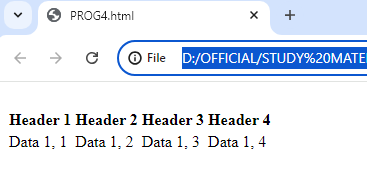 PROG4.html
File D:/OFFICIAL/STUDY%20MATE
Header 1 Header 2 Header 3 Header 4
Data 1, 1 Data 1, 2 Data 1, 3 Data 1, 4